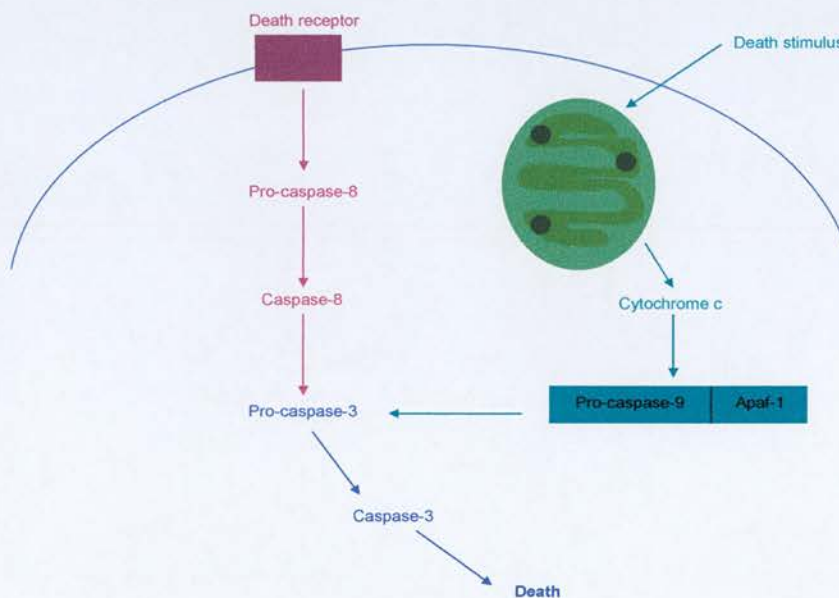 Death receptor
Death stimulus
Pro-caspase-8
Caspase-8
Cytochrome c
Pro-caspase-3
Pro-caspase-9
Apaf-1
Caspase-3
Death